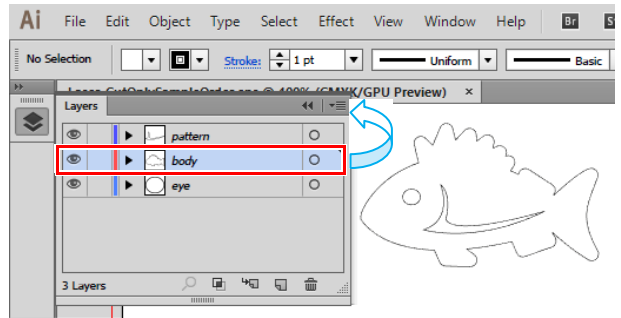 Ai File Edit Object Type Select Effect View Window Help Br
No Selection Stroke: 1 pt Uniform Basic
(CMYK/GPU Preview) ×
Layers
pattern
body
eye
3 Layers